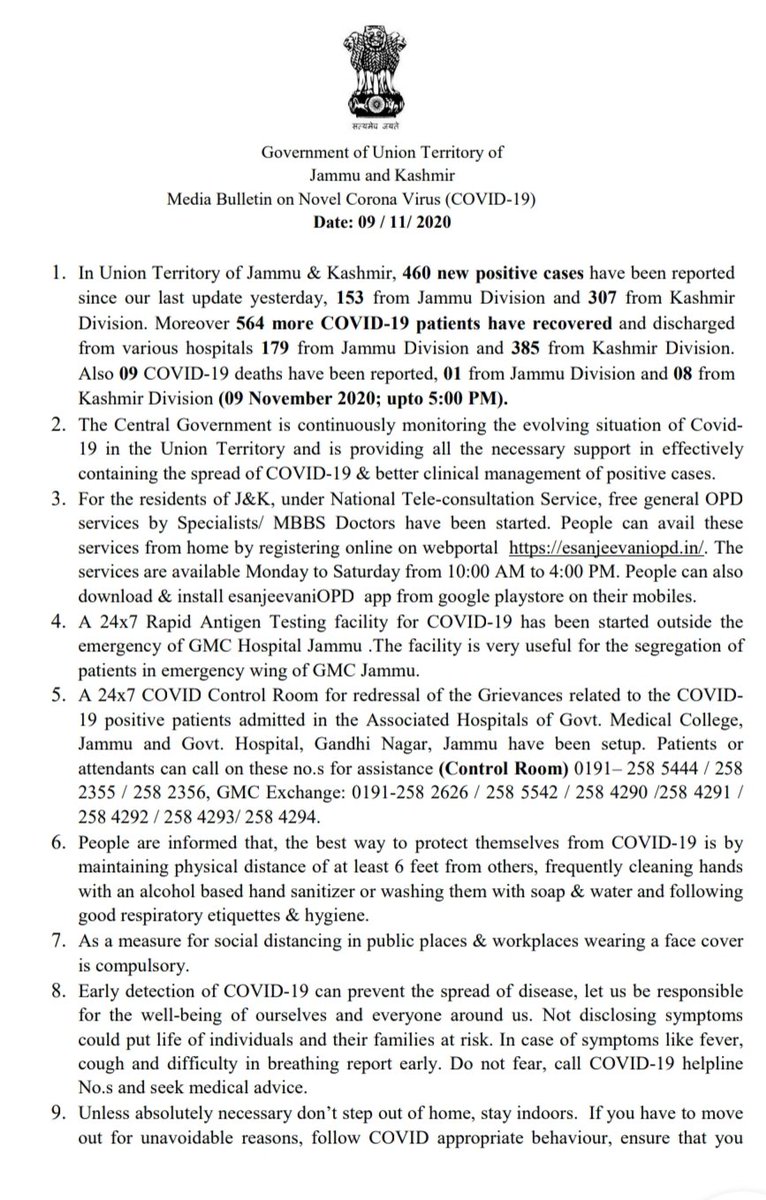 सत्यमेव जयते
Government of Union Territory of
Jammu and Kashmir
Media Bulletin on Novel Corona Virus (COVID-19)
Date: 09 / 11/ 2020
1. In Union Territory of Jammu & Kashmir, 460 new positive cases have been reported
since our last update yesterday, 153 from Jammu Division and 307 from Kashmir
Division. Moreover 564 more COVID-19 patients have recovered and discharged
from various hospitals 179 from Jammu Division and 385 from Kashmir Division.
Also 09 COVID-19 deaths have been reported, 01 from Jammu Division and 08 from
Kashmir Division (09 November 2020; upto 5:00 PM).
2. The Central Government is continuously monitoring the evolving situation of Covid-
19 in the Union Territory and is providing all the necessary support in effectively
containing the spread of COVID-19 & better clinical management of positive cases.
3. For the residents of J&K, under National Tele-consultation Service, free general OPD
services by Specialists/ MBBS Doctors have been started. People can avail these
services from home by registering online on webportal https://esanjeevaniopd.in/. The
services are available Monday to Saturday from 10:00 AM to 4:00 PM. People can also
download & install esanjeevaniOPD app from google playstore on their mobiles.
4. A 24x7 Rapid Antigen Testing facility for COVID-19 has been started outside the
emergency of GMC Hospital Jammu .The facility is very useful for the segregation of
patients in emergency wing of GMC Jammu.
5. A 24x7 COVID Control Room for redressal of the Grievances related to the COVID-
19 positive patients admitted in the Associated Hospitals of Govt. Medical College,
Jammu and Govt. Hospital, Gandhi Nagar, Jammu have been setup. Patients or
attendants can call on these no.s for assistance (Control Room) 0191– 258 5444 / 258
2355 / 258 2356, GMC Exchange: 0191-258 2626 / 258 5542 / 258 4290 /258 4291 /
258 4292 / 258 4293/ 258 4294.
6. People are informed that, the best way to protect themselves from COVID-19 is by
maintaining physical distance of at least 6 feet from others, frequently cleaning hands
with an alcohol based hand sanitizer or washing them with soap & water and following
good respiratory etiquettes & hygiene.
7. As a measure for social distancing in public places & workplaces wearing a face cover
is compulsory.
8. Early detection of COVID-19 can prevent the spread of disease, let us be responsible
for the well-being of ourselves and everyone around us. Not disclosing symptoms
could put life of individuals and their families at risk. In case of symptoms like fever,
cough and difficulty in breathing report early. Do not fear, call COVID-19 helpline
No.s and seek medical advice.
9. Unless absolutely necessary don’t step out of home, stay indoors. If you have to move
out for unavoidable reasons, follow COVID appropriate behaviour, ensure that you